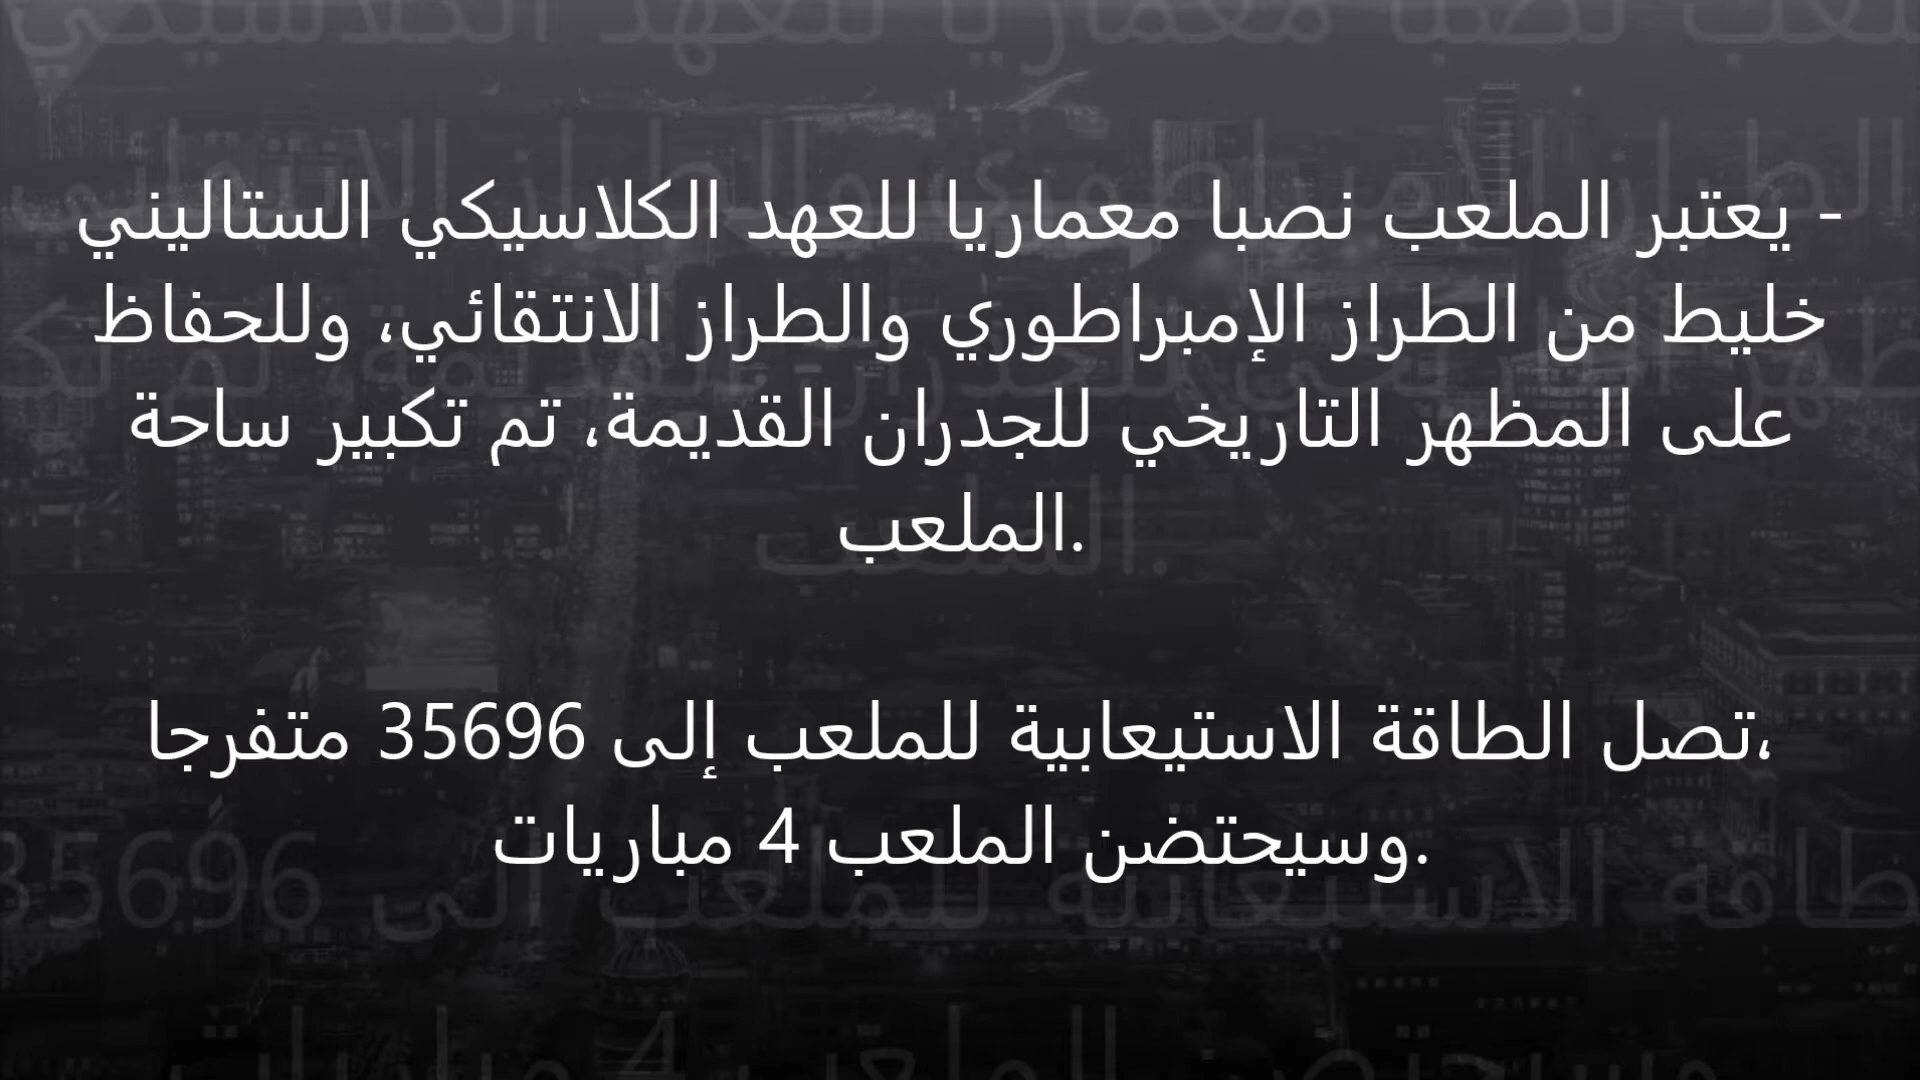 - يعتبر الملعب نصبا معماريا للعهد الكلاسيكي الستاليني
خليط من الطراز الإمبراطوري والطراز الانتقائي، وللحفاظ
على المظهر التاريخي للجدران القديمة، تم تكبير ساحة
الملعب.
تصل الطاقة الاستيعابية للملعب إلى 35696 متفرجا،
وسيحتضن الملعب 4 مباريات.